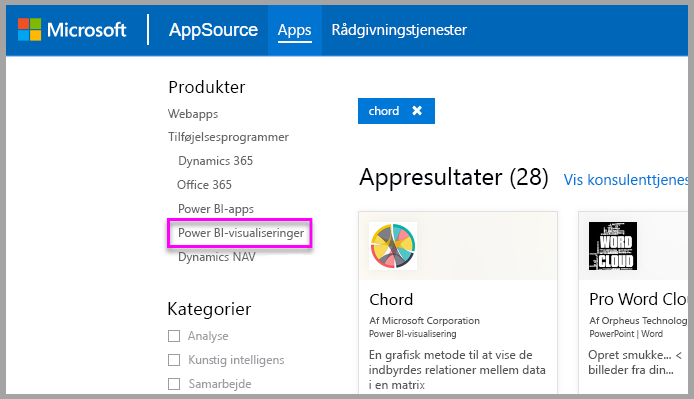 Microsoft AppSource Apps Rådgivningstjenester
Produkter
Webapps
Tilføjelsesprogrammer
Dynamics 365
Office 365
Power BI-apps
Power BI-visualiseringer
Dynamics NAV
Kategorier
Analyse
Kunstig intelligens
Samarbejde
chord ✖
Appresultater (28) Vis konsulenttjenes
Chord
Af Microsoft Corporation
Power BI-visualisering
En grafisk metode til at vise de
indbyrdes relationer mellem data
i en matrix
WORD
CLOUD
Pro Word Clou
Af Orpheus Technolog
PowerPoint | Word
Opret smukke... <
billeder fra din...